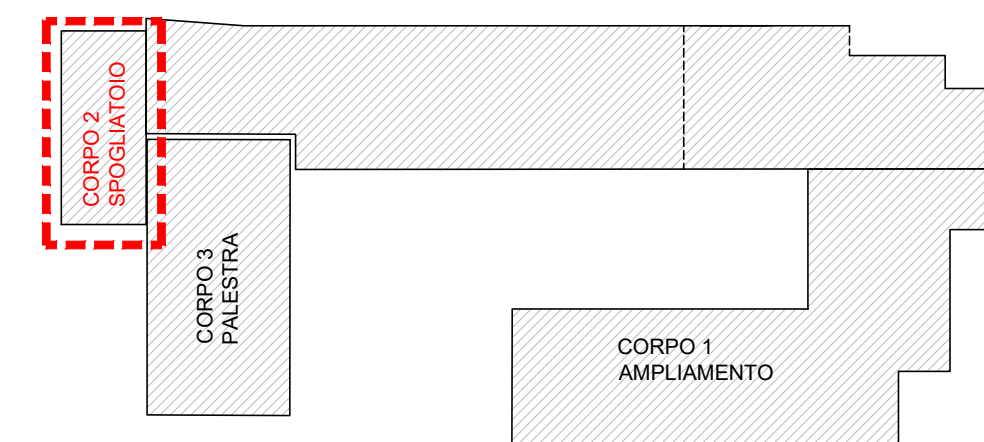 CORPO 2
SPOGLIATOIO
CORPO 3
PALESTRA
CORPO 1
AMPLIAMENTO